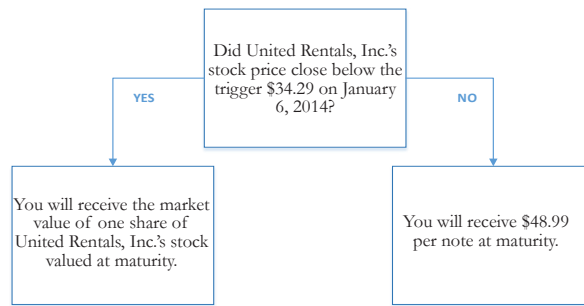 Did United Rentals, Inc.'s
stock price close below the
trigger $34.29 on January
6, 2014?
YES
NO
You will receive the market
value of one share of
United Rentals, Inc.'s stock
valued at maturity.
You will receive $48.99
per note at maturity.